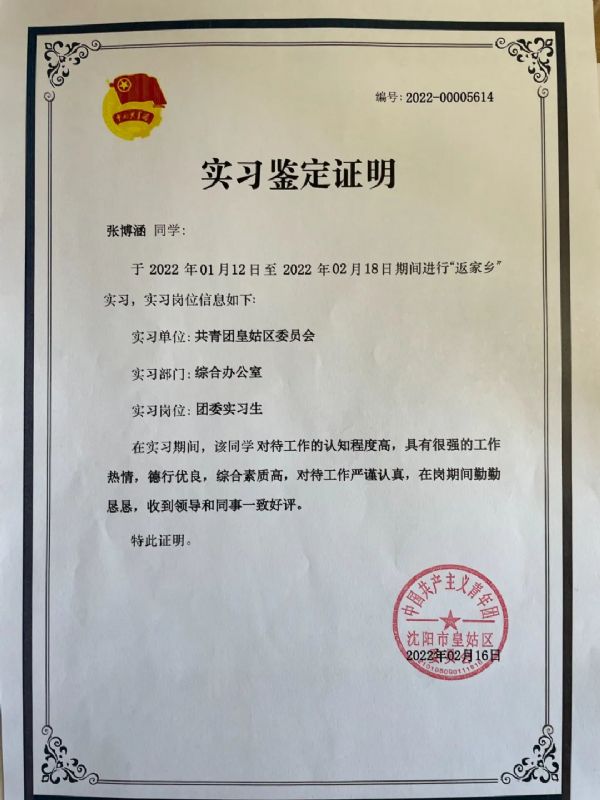 编号: 2022-00005614
实习鉴定证明
张博涵 同学:
于 2022 年 01 月 12 日 至 2022 年 02 月 18 日 期间进行“返家乡”
实习，实习岗位信息如下:
实习单位: 共青团皇姑区委员会
实习部门: 综合办公室
实习岗位: 团委实习生
在实习期间，该同学 对待工作的认知程度高，具有很强的工作
热情，德行优良，综合素质高，对待工作严谨认真，在岗期间勤勤
恳恳，收到领导和同事一致好评。
特此证明。
中国共产主义青年团
沈阳市皇姑区
委员会
2022年02月16日